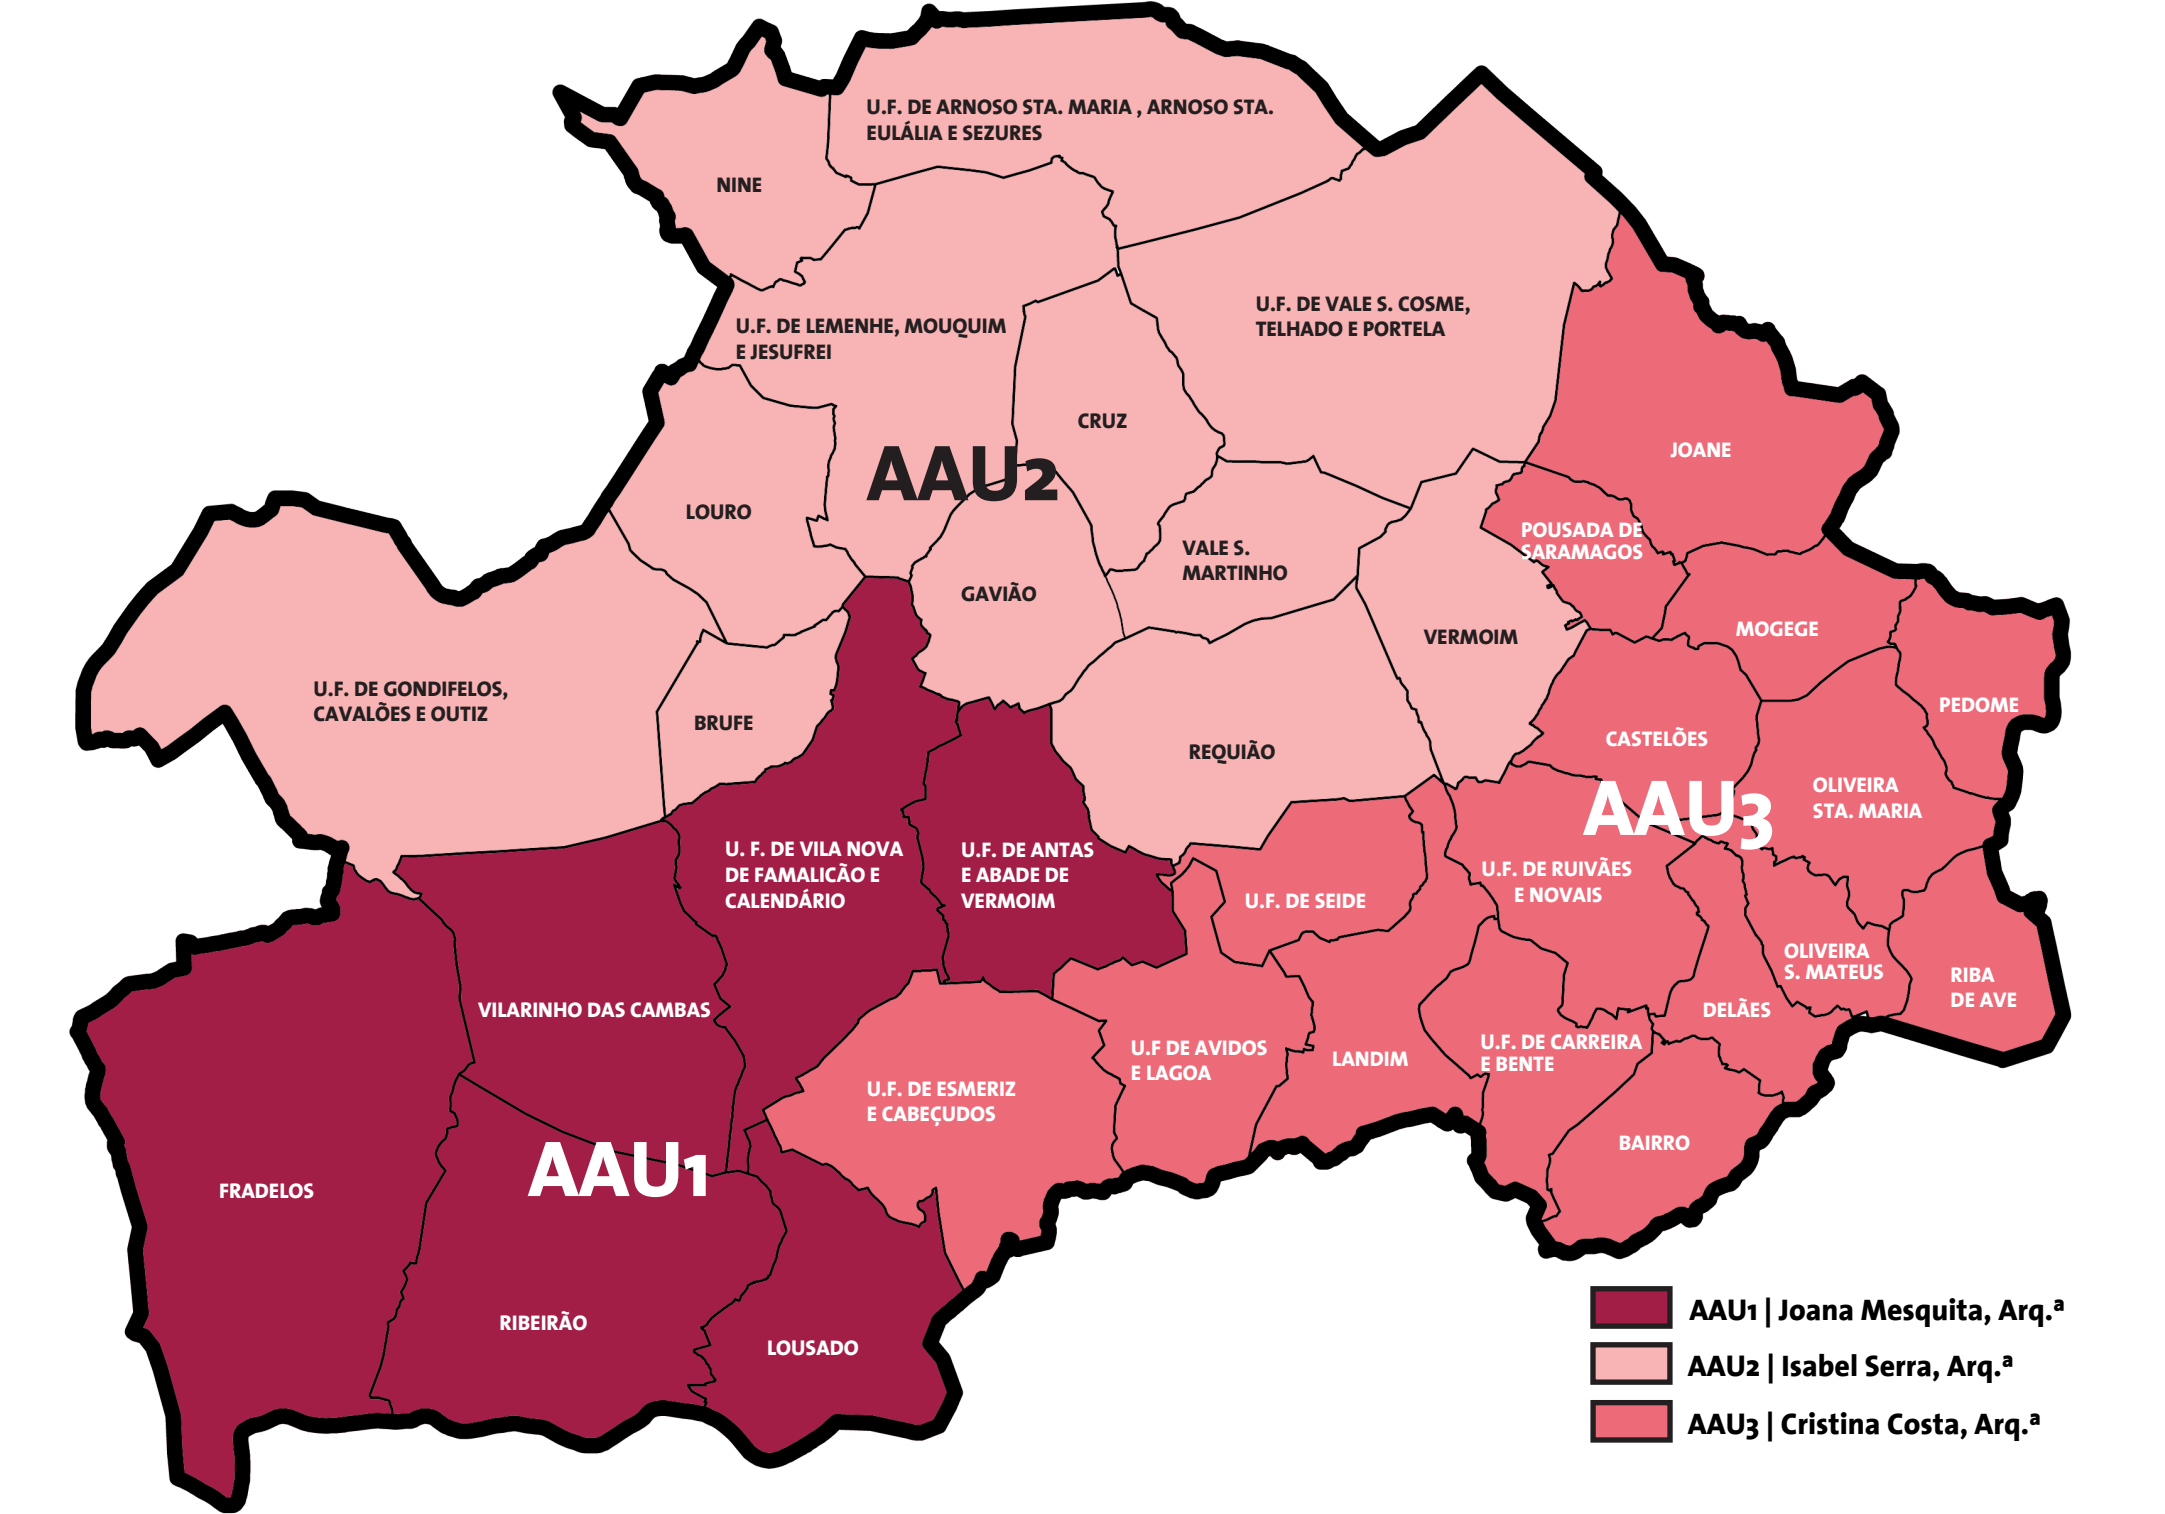 U.F. DE ARNOSO STA. MARIA , ARNOSO STA.
EULÁLIA E SEZURES
NINE
U.F. DE VALE S. COSME,
TELHADO E PORTELA
U.F. DE LEMENHE, MOUQUIM
E JESUFREI
CRUZ
JOANE
AAU2
LOURO
POUSADA DE
SARAMAGOS
VALE S.
MARTINHO
GAVIÃO
MOGEGE
VERMOIM
U.F. DE GONDIFELOS,
CAVALÕES E OUTIZ
BRUFE
PEDOME
CASTELÕES
REQUIÃO
AAU3
OLIVEIRA
STA. MARIA
U. F. DE VILA NOVA
DE FAMALICÃO E
CALENDÁRIO
U.F. DE ANTAS
E ABADE DE
VERMOIM
U.F. DE RUIVÃES
E NOVAIS
U.F. DE SEIDE
OLIVEIRA
S. MATEUS
RIBA
DE AVE
VILARINHO DAS CAMBAS
DELÃES
U.F. DE CARREIRA
E BENTE
U.F DE AVIDOS
E LAGOA
LANDIM
U.F. DE ESMERIZ
E CABEÇUDOS
BAIRRO
AAU1
FRADELOS
RIBEIRÃO
LOUSADO
AAU1 | Joana Mesquita, Arq.ª
AAU2 | Isabel Serra, Arq.ª
AAU3 | Cristina Costa, Arq.ª